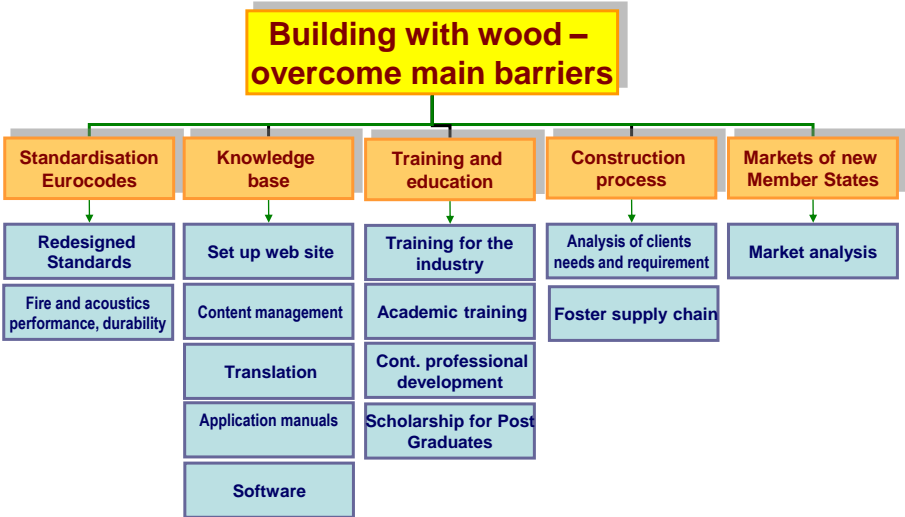 Building with wood –
overcome main barriers
Standardisation
Eurocodes
Redesigned
Standards
Fire and acoustics
performance, durability
Knowledge
base
Set up web site
Content management
Translation
Application manuals
Software
Training and
education
Training for the
industry
Academic training
Cont. professional
development
Scholarship for Post
Graduates
Construction
process
Analysis of clients
needs and requirement
Foster supply chain
Markets of new
Member States
Market analysis